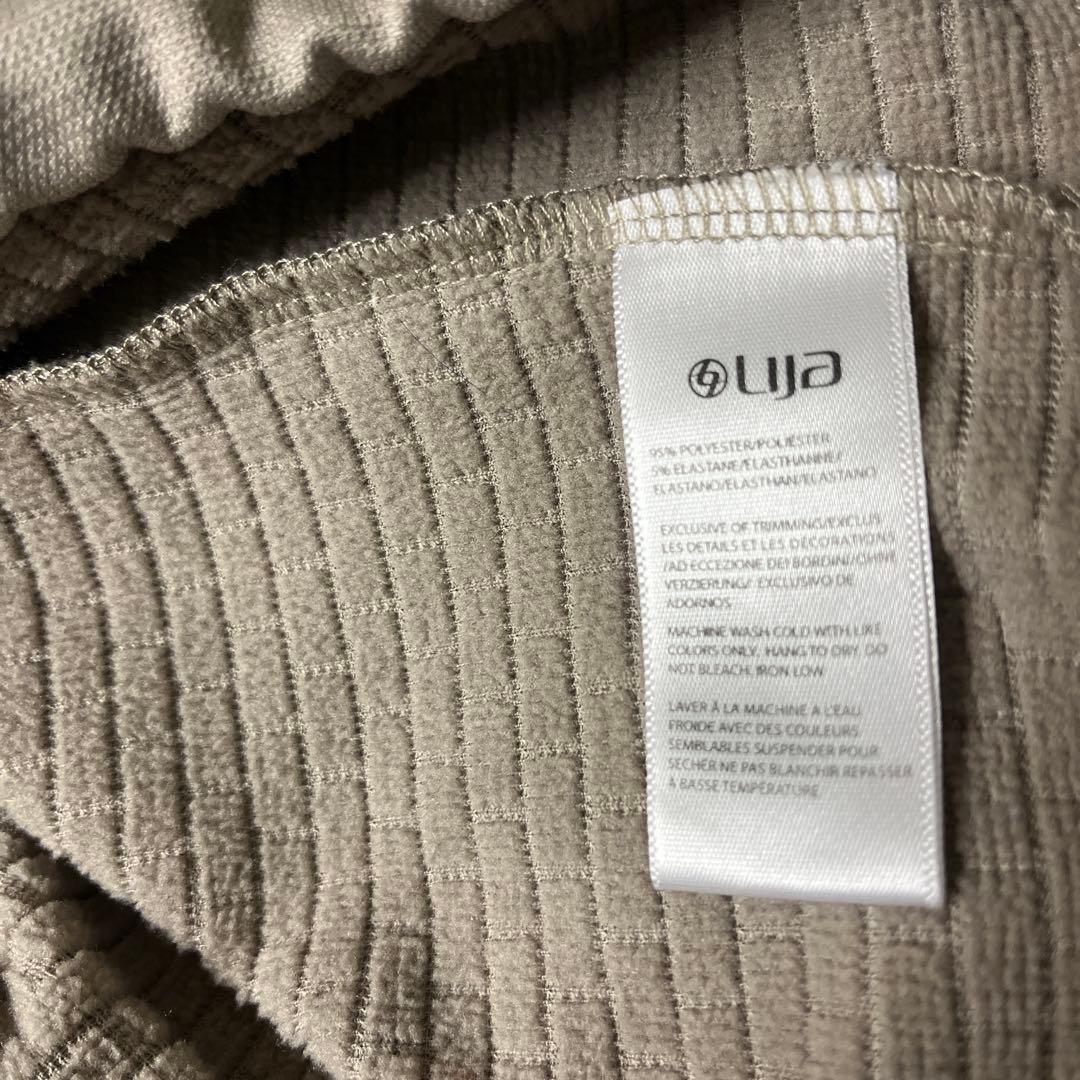 LIJA
95% POLYESTER/POLIESTER
5% ELASTANE/ELASTHANNE/
ELASTANO/ELASTHAN/ELASTANO
EXCLUSIVE OF TRIMMING/EXCLUS
LES DETAILS ET LES DÉCORATIONS
/AD ECCEZIONE DEI BORDINI/OHNE
VERZIERUNG/ EXCLUSIVO DE
ADORNOS
MACHINE WASH COLD WITH LIKE
COLORS ONLY. HANG TO DRY. DO
NOT BLEACH. IRON LOW
LAVER À LA MACHINE A L'EAU
FROIDE AVEC DES COULEURS
SEMBLABLES SUSPENDER POUR
SECHER NE PAS BLANCHIR REPASSER
À BASSE TEMPÉRATURE